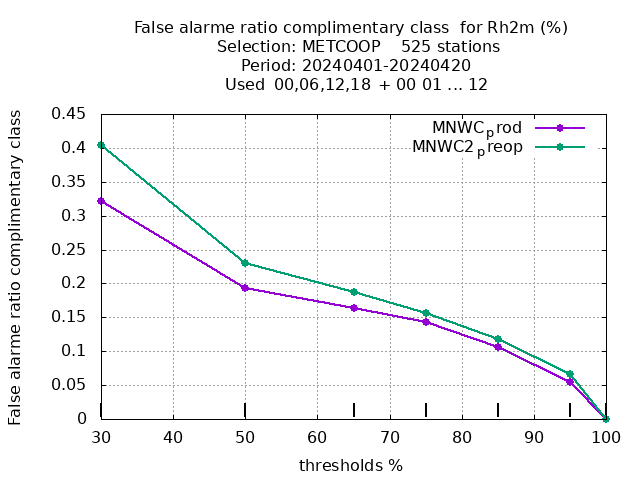 False alarme ratio complimentary class  for Rh2m (%)
Selection: METCOOP    525 stations
Period: 20240401-20240420
Used  00,06,12,18 + 00 01 ... 12
False alarme ratio complimentary class
0.45
0.4
0.35
0.3
0.25
0.2
0.15
0.1
0.05
0
MNWCprod
MNWC2preop
30 40 50 60 70 80 90 100
thresholds %